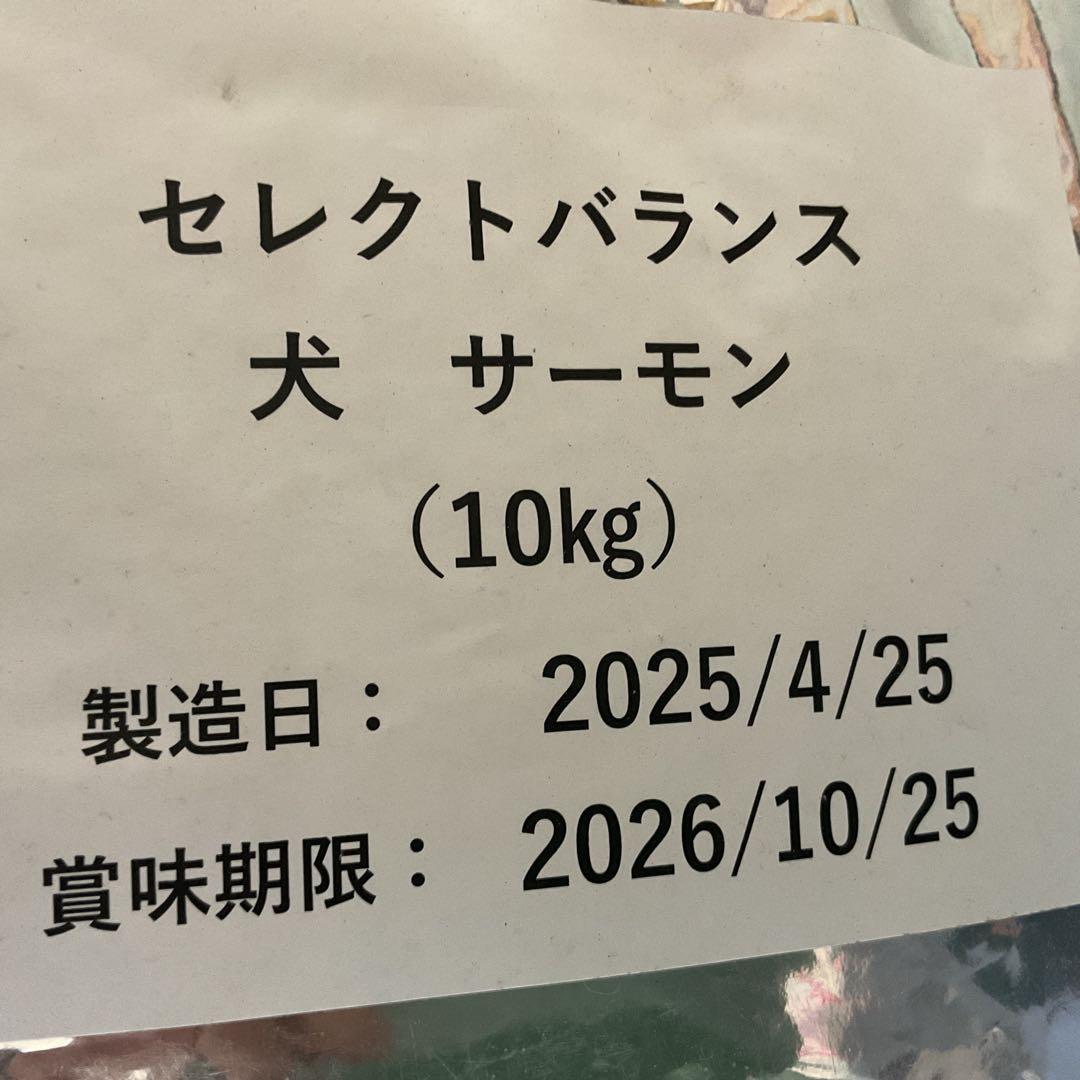 セレクトバランス
犬　サーモン
（10kg）
製造日：　2025/4/25
賞味期限：　2026/10/25